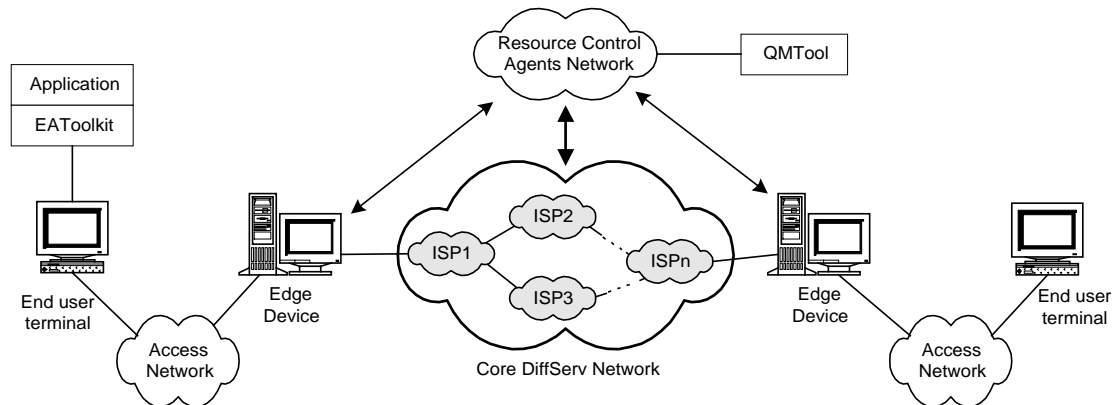 Resource Control
Agents Network
QMTool
Application
EAToolkit
ISP2
ISP1
ISPn
ISP3
End user
terminal
Edge
Device
Edge
Device
End user
terminal
Access
Network
Core DiffServ Network
Access
Network